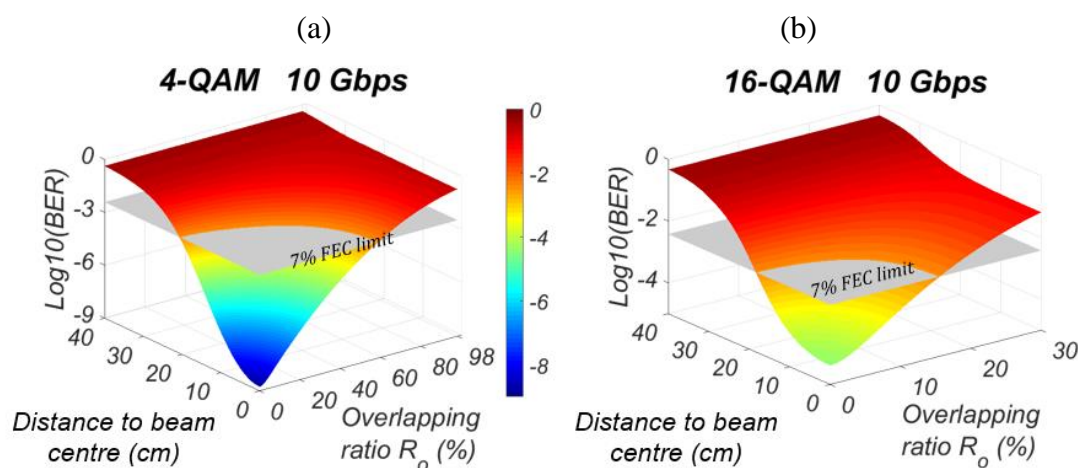 (a)
4-QAM 10 Gbps
0
-3
-6
-9
Log10(BER)
7% FEC limit
40
30
20
10
0
Distance to beam
centre (cm)
0
20
40
60
80
98
Overlapping
ratio R_o (%)
0
-2
-4
-6
-8
(b)
16-QAM 10 Gbps
0
-2
-4
Log10(BER)
7% FEC limit
40
30
20
10
0
Distance to beam
centre (cm)
0
10
20
30
Overlapping
ratio R_o (%)